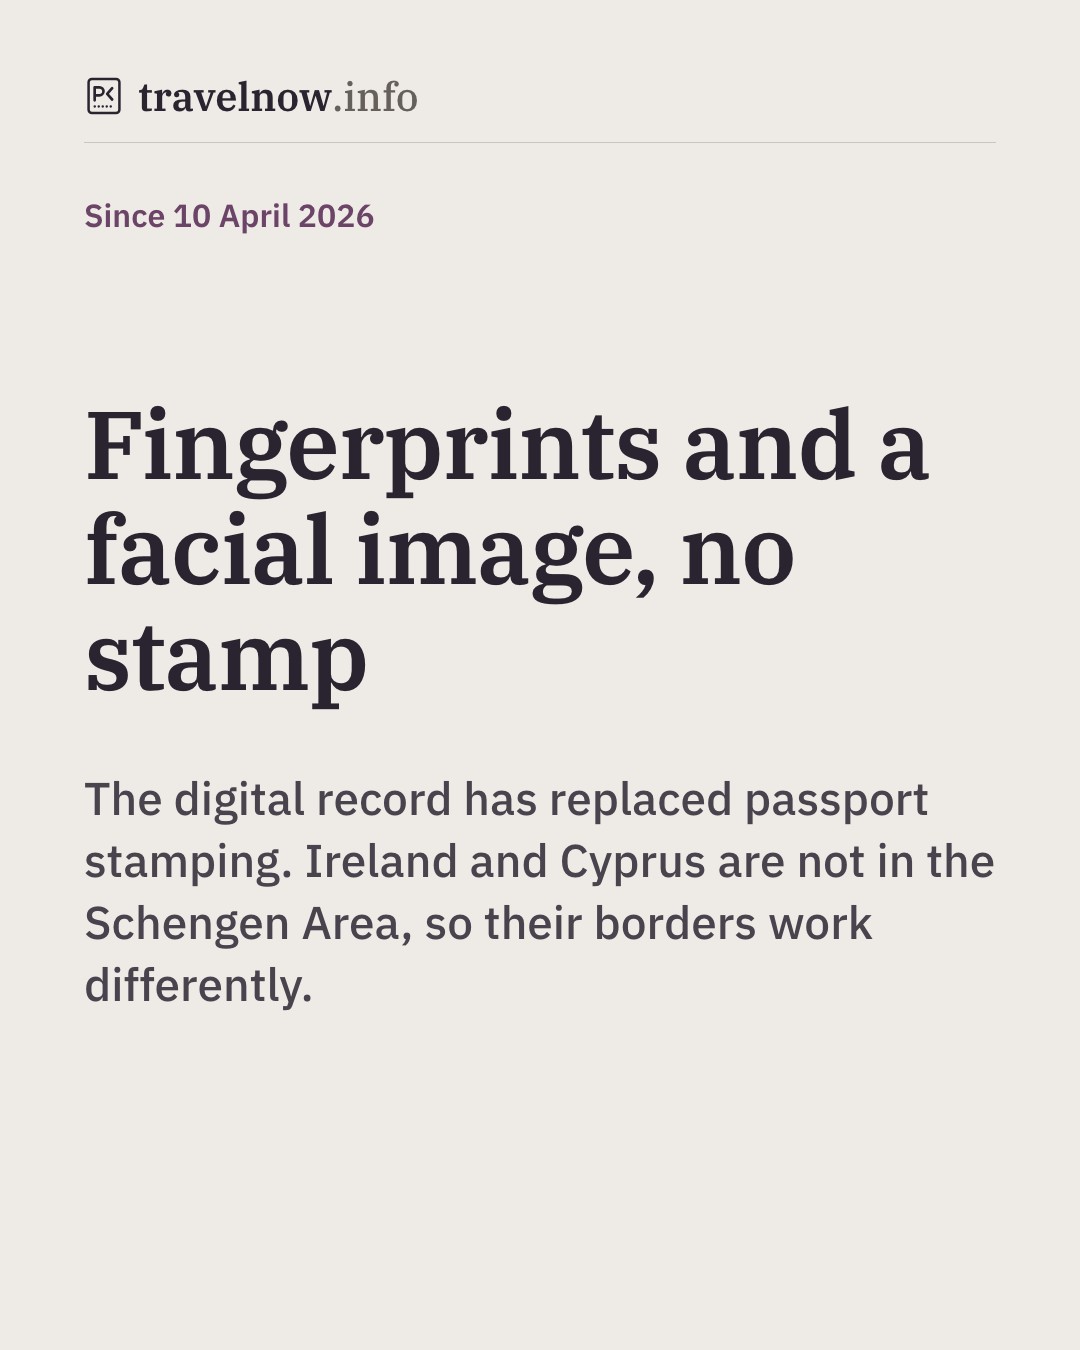 travelnow.info
Since 10 April 2026
Fingerprints and a
facial image, no
stamp
The digital record has replaced passport
stamping. Ireland and Cyprus are not in the
Schengen Area, so their borders work
differently.